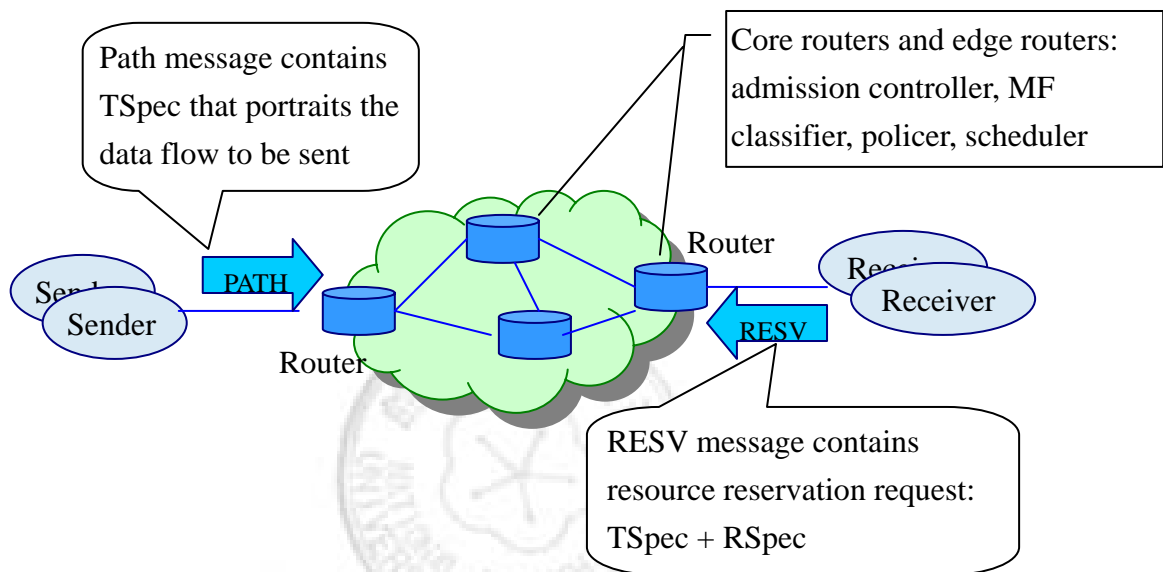 Path message contains
TSpec that portraits the
data flow to be sent
Core routers and edge routers:
admission controller, MF
classifier, policer, scheduler
Router
PATH
Sender
Receiver
RESV
Router
RESV message contains
resource reservation request:
TSpec + RSpec